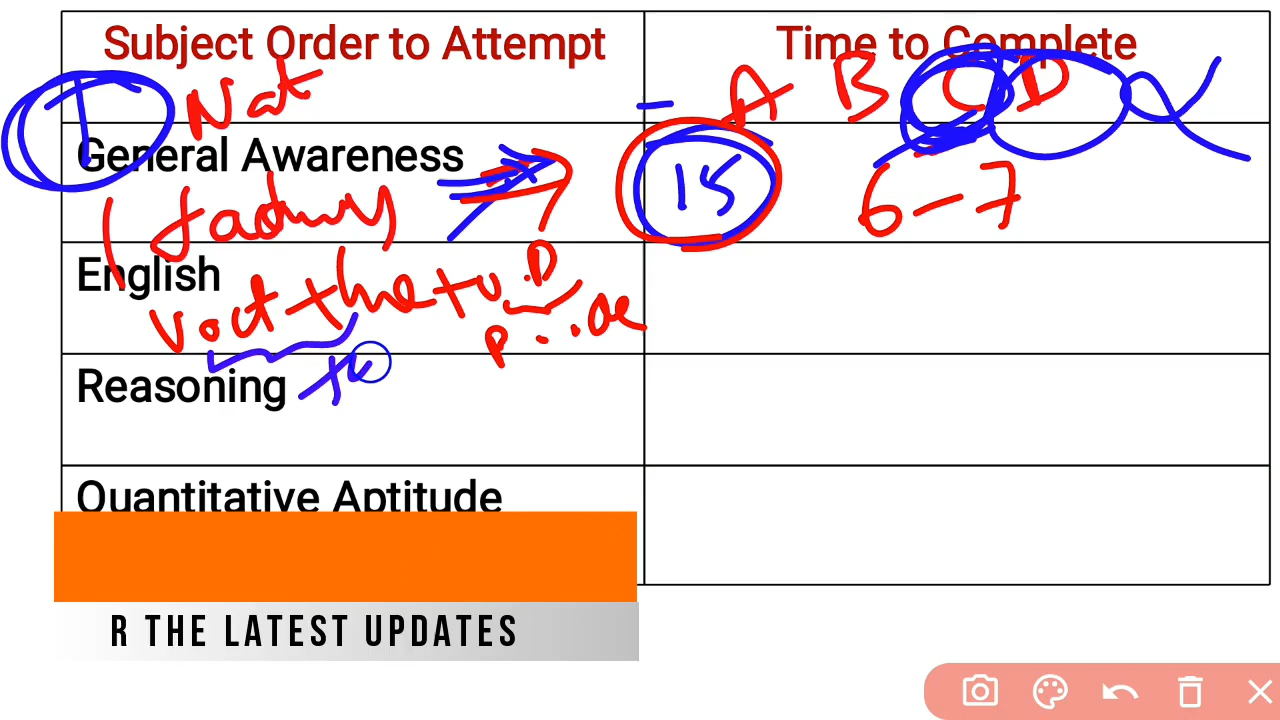 Subject Order to Attempt
Time to Complete
A B C D
General Awareness
15
6-7
English
Reasoning
Quantitative Aptitude
R THE LATEST UPDATES